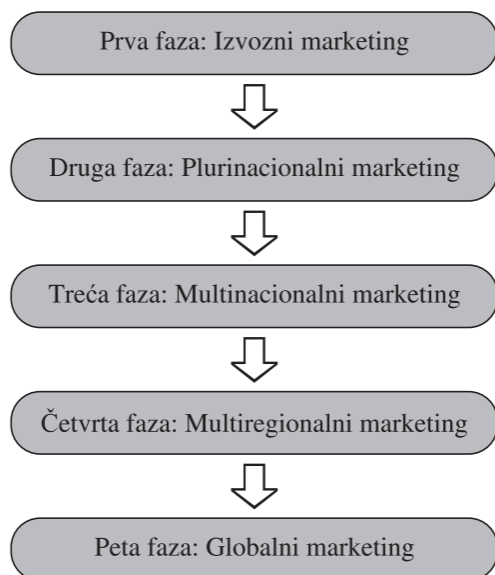 Prva faza: Izvozni marketing
Druga faza: Plurinacionalni marketing
Treća faza: Multinacionalni marketing
Četvrta faza: Multiregionalni marketing
Peta faza: Globalni marketing